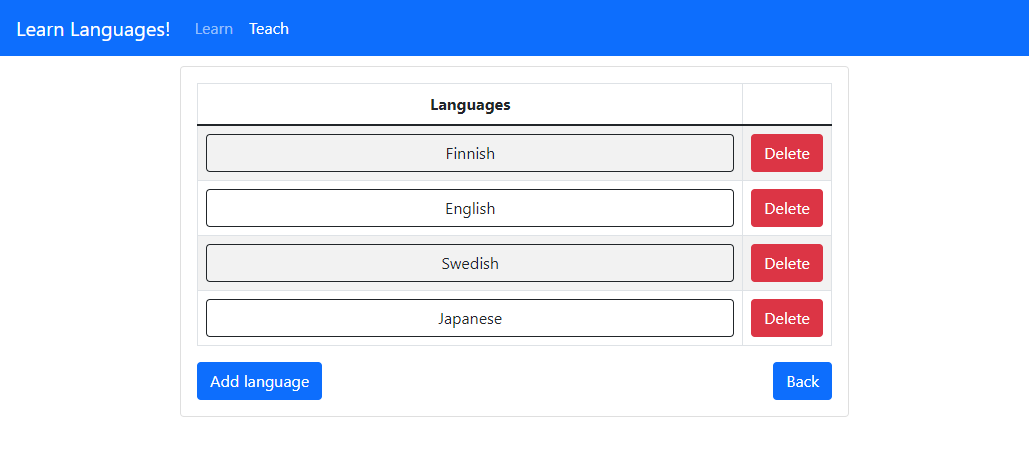 Learn Languages! Learn Teach
Languages
Finnish Delete
English Delete
Swedish Delete
Japanese Delete
Add language Back